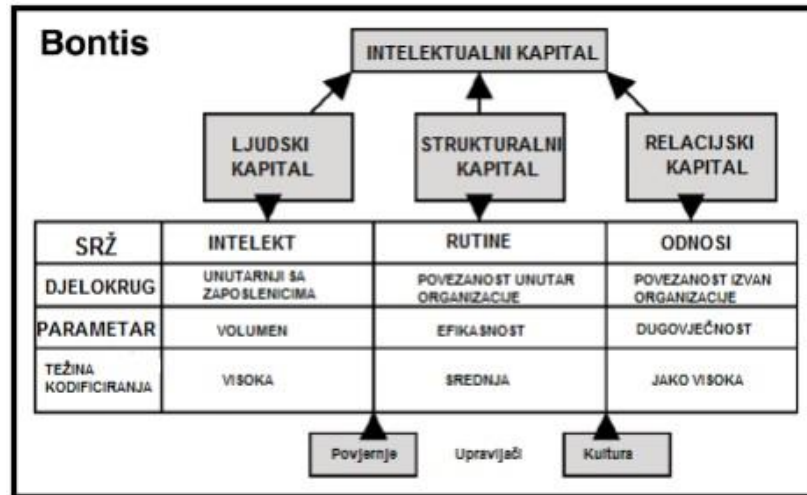 Bontis
INTELEKTUALNI KAPITAL
LJUDSKI
KAPITAL
STRUKTURALNI
KAPITAL
RELACIJSKI
KAPITAL
SRŽ
INTELEKT
RUTINE
ODNOSI
DJELOKRUG
UNUTARNJI SA
ZAPOSLENICIMA
POVEZANOST UNUTAR
ORGANIZACIJE
POVEZANOST IZVAN
ORGANIZACIJE
PARAMETAR
VOLUMEN
EFIKASNOST
DUGOVJEČNOST
TEŽINA
KODIFICIRANJA
VISOKA
SREDNJA
JAKO VISOKA
Povjernje
Upravijači
Kultura